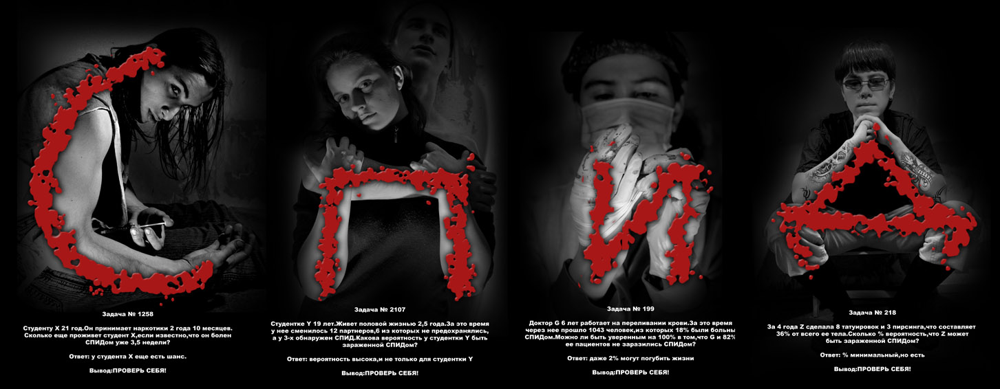 С П И Д
Задача № 1258
Студенту X 21 год.Он принимает наркотики 2 года 10 месяцев.
Сколько еще проживет студент X,если известно,что он болен
СПИДом уже 3,5 недели?
Ответ: у студента X еще есть шанс.
Вывод:ПРОВЕРЬ СЕБЯ!
Задача № 2107
Студентке Y 19 лет.Живет половой жизнью 2,5 года.За это время
у нее сменилось 12 партнеров,6 из которых не предохранялись,
а у 3-х обнаружен СПИД.Какова вероятность у студентки Y быть
зараженной СПИДом?
Ответ: вероятность высока,и не только для студентки Y
Вывод:ПРОВЕРЬ СЕБЯ!
Задача № 199
Доктор G 6 лет работает на переливании крови.За это время
через нее прошло 1043 человек,из которых 18% были больны
СПИДом.Можно ли быть уверенным на 100% в том,что G и 82%
ее пациентов не заразились СПИДом?
Ответ: даже 2% могут погубить жизни
Вывод:ПРОВЕРЬ СЕБЯ!
Задача № 218
За 4 года Z сделала 8 татуировок и 3 пирсинга,что составляет
36% от всего ее тела.Сколько % вероятность,что Z может
быть зараженной СПИДом?
Ответ: % минимальный,но есть
Вывод:ПРОВЕРЬ СЕБЯ!